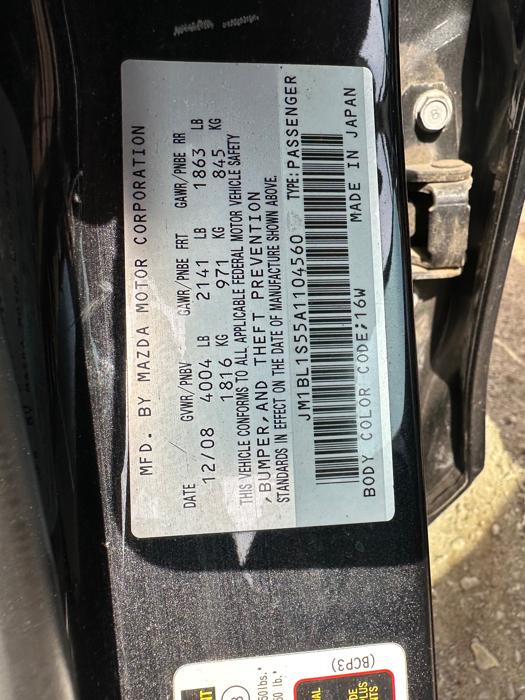 MFD. BY MAZDA MOTOR CORPORATION
DATE GVWR/PNBV GAWR/PNBE FRT GAWR/PNBE RR
12/08 4004 LB 2141 LB 1863 LB
1816 KG 971 KG 845 KG
THIS VEHICLE CONFORMS TO ALL APPLICABLE FEDERAL MOTOR VEHICLE SAFETY
,BUMPER,AND THEFT PREVENTION
STANDARDS IN EFFECT ON THE DATE OF MANUFACTURE SHOWN ABOVE.
JM1BL1S55A1104560 TYPE:PASSENGER
BODY COLOR CODE;16W MADE IN JAPAN
(BCP3)